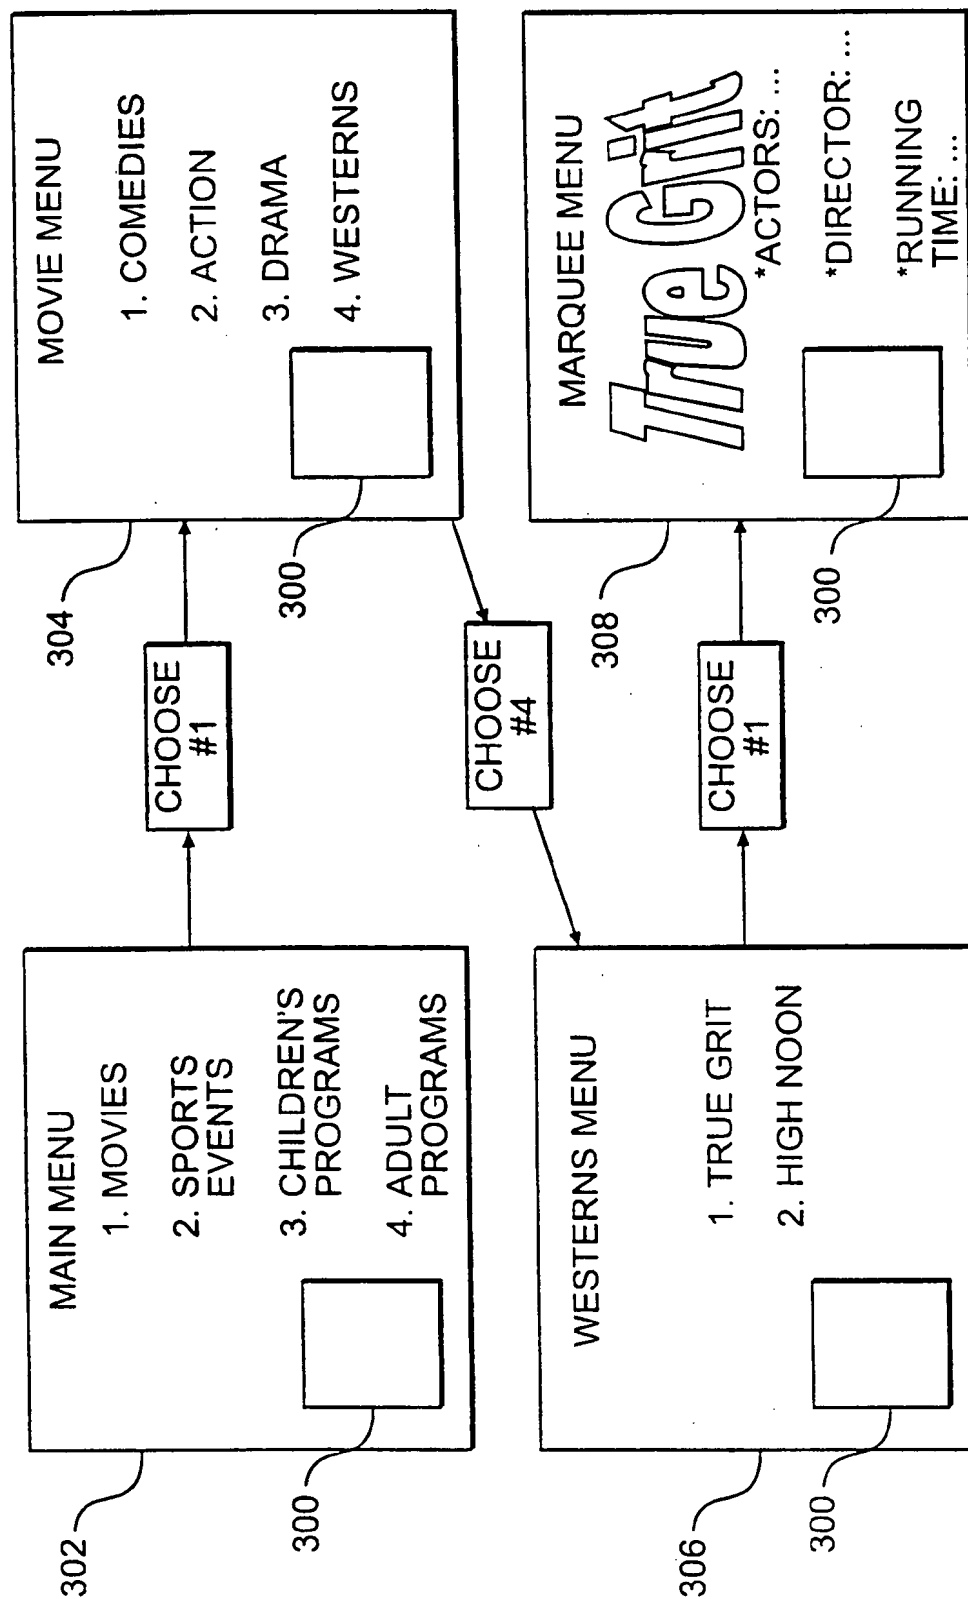 MAIN MENU
1. MOVIES
2. SPORTS
EVENTS
3. CHILDREN'S
PROGRAMS
4. ADULT
PROGRAMS
302
300
CHOOSE
#1
MOVIE MENU
1. COMEDIES
2. ACTION
3. DRAMA
4. WESTERNS
304
300
CHOOSE
#4
WESTERNS MENU
1. TRUE GRIT
2. HIGH NOON
306
300
CHOOSE
#1
MARQUEE MENU
True Grit
*ACTORS: ...
*DIRECTOR: ...
*RUNNING
TIME: ...
308
300